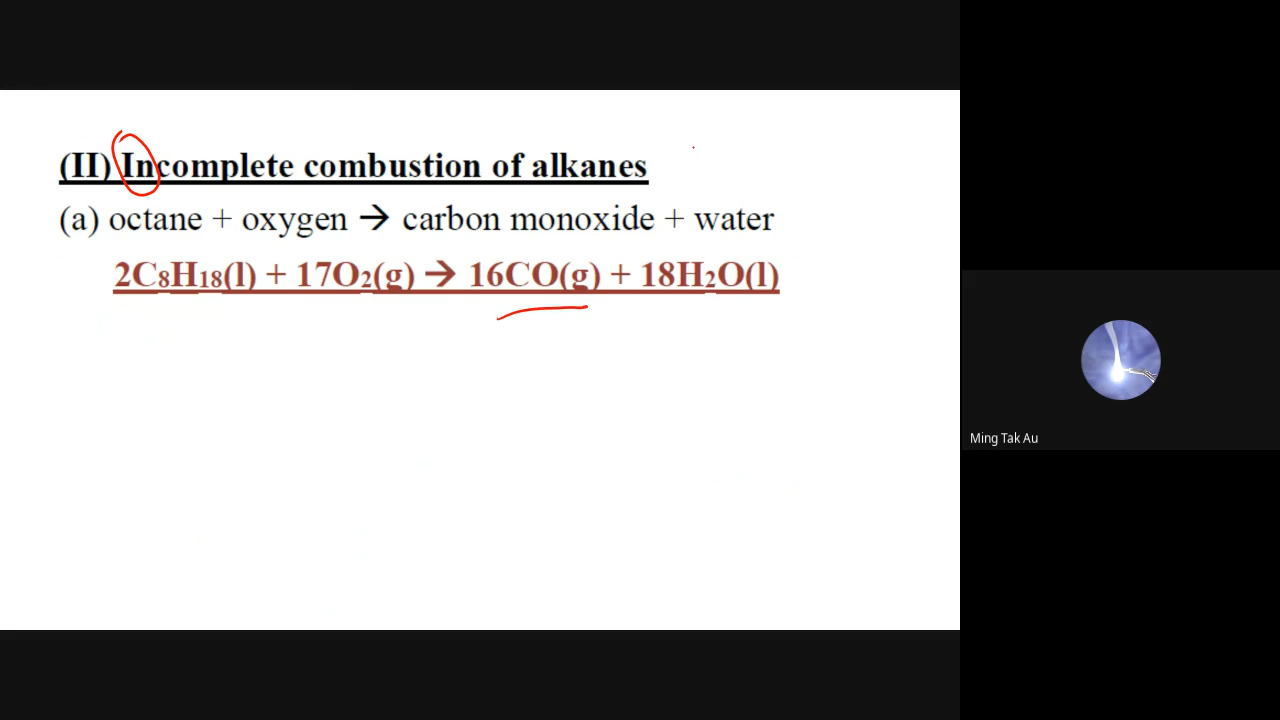 (II) Incomplete combustion of alkanes
(a) octane + oxygen → carbon monoxide + water
2C₈H₁₈(l) + 17O₂(g) → 16CO(g) + 18H₂O(l)
Ming Tak Au